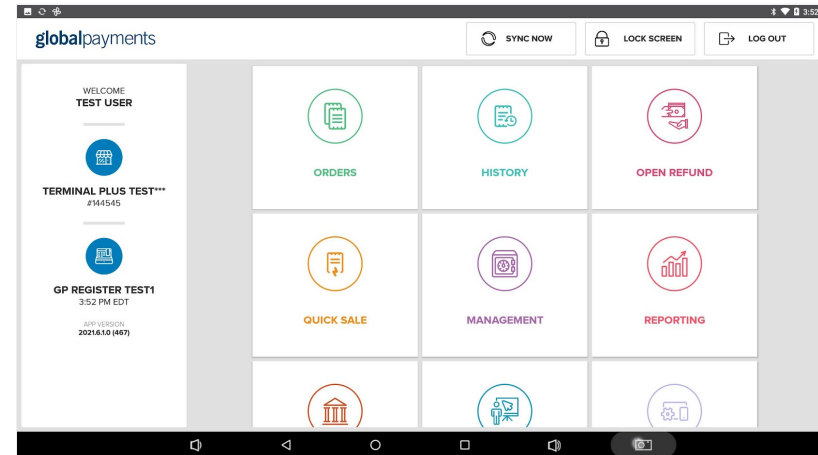 3:52
globalpayments
SYNC NOW
LOCK SCREEN
LOG OUT
WELCOME
TEST USER
TERMINAL PLUS TEST***
#144545
GP REGISTER TEST1
3:52 PM EDT
APP VERSION
2021.6.1.0 (467)
ORDERS
HISTORY
OPEN REFUND
QUICK SALE
MANAGEMENT
REPORTING